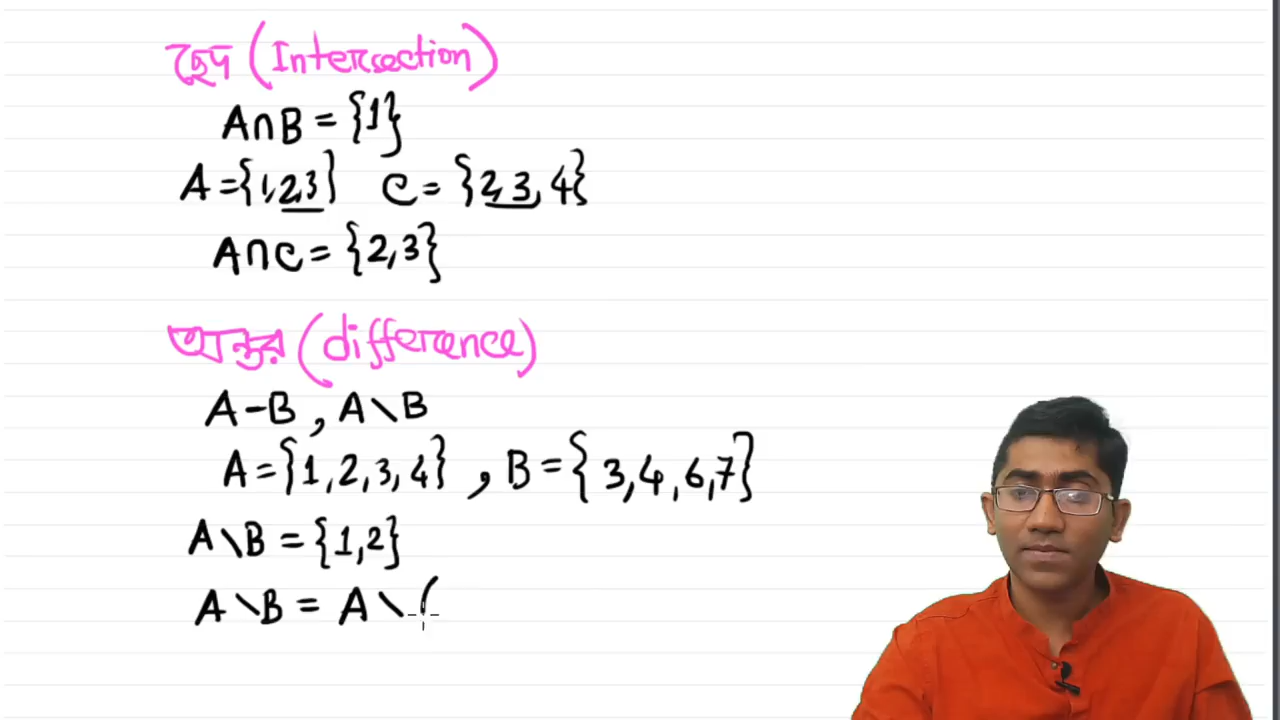 ছেদ (Intersection)
A∩B = {1}
A = {1,2,3} C = {2,3,4}
A∩C = {2,3}
অন্তর (difference)
A-B, A\B
A = {1,2,3,4}, B = {3,4,6,7}
A\B = {1,2}
A\B = A\(